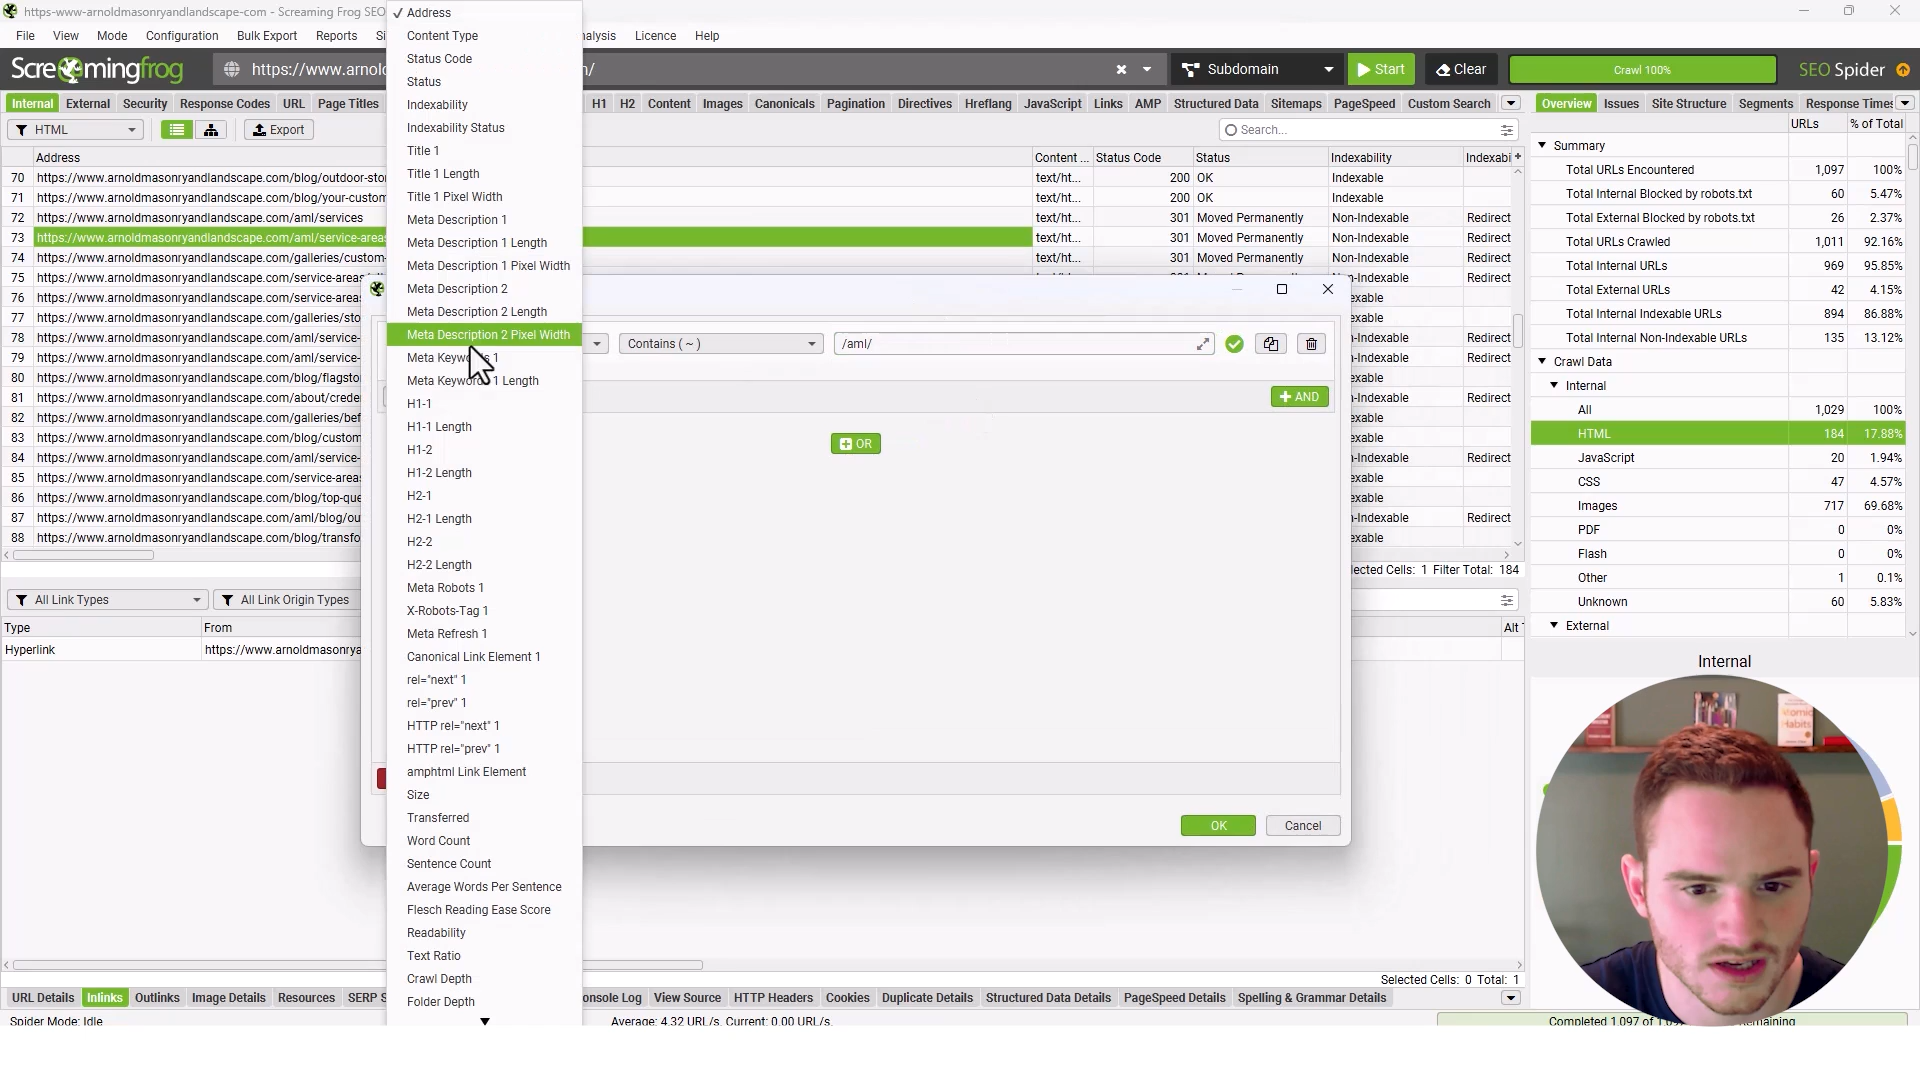 https-www-arnoldmasonryandlandscape-com - Screaming Frog SEO
File View Mode Configuration Bulk Export Reports Licence Help
Screamingfrog https://www.arnol / Subdomain Start Clear Crawl 100% SEO Spider
Internal External Security Response Codes URL Page Titles H1 H2 Content Images Canonicals Pagination Directives Hreflang JavaScript Links AMP Structured Data Sitemaps PageSpeed Custom Search
HTML Export Search...
Address Content ... Status Code Status Indexability Indexabi
70 https://www.arnoldmasonryandlandscape.com/blog/outdoor-sto text/ht... 200 OK Indexable
71 https://www.arnoldmasonryandlandscape.com/blog/your-custom text/ht... 200 OK Indexable
72 https://www.arnoldmasonryandlandscape.com/aml/services text/ht... 301 Moved Permanently Non-Indexable Redirect
73 https://www.arnoldmasonryandlandscape.com/aml/service-areas text/ht... 301 Moved Permanently Non-Indexable Redirect
74 https://www.arnoldmasonryandlandscape.com/galleries/custom- text/ht... 301 Moved Permanently Non-Indexable Redirect
75 https://www.arnoldmasonryandlandscape.com/service-areas
76 https://www.arnoldmasonryandlandscape.com/service-areas
77 https://www.arnoldmasonryandlandscape.com/galleries/sto
78 https://www.arnoldmasonryandlandscape.com/aml/service-
79 https://www.arnoldmasonryandlandscape.com/aml/service-
80 https://www.arnoldmasonryandlandscape.com/blog/flagsto
81 https://www.arnoldmasonryandlandscape.com/about/crede
82 https://www.arnoldmasonryandlandscape.com/galleries/bef
83 https://www.arnoldmasonryandlandscape.com/blog/custom
84 https://www.arnoldmasonryandlandscape.com/aml/service-
85 https://www.arnoldmasonryandlandscape.com/service-areas
86 https://www.arnoldmasonryandlandscape.com/blog/top-que
87 https://www.arnoldmasonryandlandscape.com/aml/blog/ou
88 https://www.arnoldmasonryandlandscape.com/blog/transfo
Selected Cells: 1 Filter Total: 184
All Link Types All Link Origin Types
Type From Alt
Hyperlink https://www.arnoldmasonrya
Selected Cells: 0 Total: 1
URL Details Inlinks Outlinks Image Details Resources SERP S onsole Log View Source HTTP Headers Cookies Duplicate Details Structured Data Details PageSpeed Details Spelling & Grammar Details
Spider Mode: Idle Average: 4.32 URL/s. Current: 0.00 URL/s. Completed 1,097 of
Address
Content Type
Status Code
Status
Indexability
Indexability Status
Title 1
Title 1 Length
Title 1 Pixel Width
Meta Description 1
Meta Description 1 Length
Meta Description 1 Pixel Width
Meta Description 2
Meta Description 2 Length
Meta Description 2 Pixel Width
Meta Keywords 1
Meta Keywords 1 Length
H1-1
H1-1 Length
H1-2
H1-2 Length
H2-1
H2-1 Length
H2-2
H2-2 Length
Meta Robots 1
X-Robots-Tag 1
Meta Refresh 1
Canonical Link Element 1
rel="next" 1
rel="prev" 1
HTTP rel="next" 1
HTTP rel="prev" 1
amphtml Link Element
Size
Transferred
Word Count
Sentence Count
Average Words Per Sentence
Flesch Reading Ease Score
Readability
Text Ratio
Crawl Depth
Folder Depth
Contains ( ~ ) /aml/
AND
OR
OK Cancel
Overview Issues Site Structure Segments Response Times
URLs % of Total
Summary
Total URLs Encountered 1,097 100%
Total Internal Blocked by robots.txt 60 5.47%
Total External Blocked by robots.txt 26 2.37%
Total URLs Crawled 1,011 92.16%
Total Internal URLs 969 95.85%
Total External URLs 42 4.15%
Total Internal Indexable URLs 894 86.88%
Total Internal Non-Indexable URLs 135 13.12%
Crawl Data
Internal
All 1,029 100%
HTML 184 17.88%
JavaScript 20 1.94%
CSS 47 4.57%
Images 717 69.68%
PDF 0 0%
Flash 0 0%
Other 1 0.1%
Unknown 60 5.83%
External
Internal